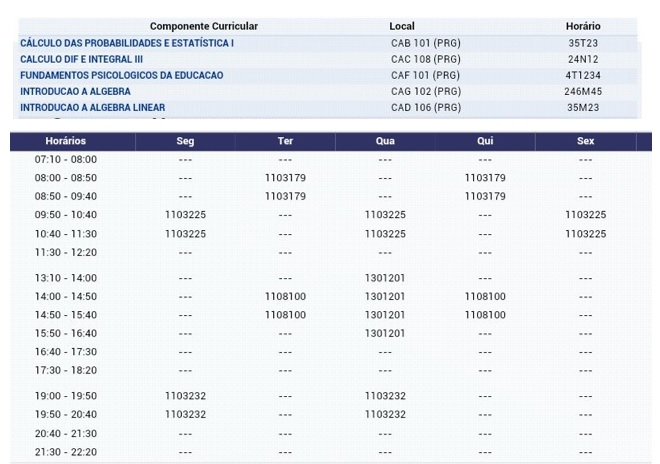 Componente Curricular Local Horário
CÁLCULO DAS PROBABILIDADES E ESTATÍSTICA I CAB 101 (PRG) 35T23
CALCULO DIF E INTEGRAL III CAC 108 (PRG) 24N12
FUNDAMENTOS PSICOLOGICOS DA EDUCACAO CAF 101 (PRG) 4T1234
INTRODUCAO A ALGEBRA CAG 102 (PRG) 246M45
INTRODUCAO A ALGEBRA LINEAR CAD 106 (PRG) 35M23
Horários Seg Ter Qua Qui Sex
07:10 - 08:00 --- --- --- --- ---
08:00 - 08:50 --- 1103179 --- 1103179 ---
08:50 - 09:40 --- 1103179 --- 1103179 ---
09:50 - 10:40 1103225 --- 1103225 --- 1103225
10:40 - 11:30 1103225 --- 1103225 --- 1103225
11:30 - 12:20 --- --- --- --- ---
13:10 - 14:00 --- --- 1301201 --- ---
14:00 - 14:50 --- 1108100 1301201 1108100 ---
14:50 - 15:40 --- 1108100 1301201 1108100 ---
15:50 - 16:40 --- --- 1301201 --- ---
16:40 - 17:30 --- --- --- --- ---
17:30 - 18:20 --- --- --- --- ---
19:00 - 19:50 1103232 --- 1103232 --- ---
19:50 - 20:40 1103232 --- 1103232 --- ---
20:40 - 21:30 --- --- --- --- ---
21:30 - 22:20 --- --- --- --- ---